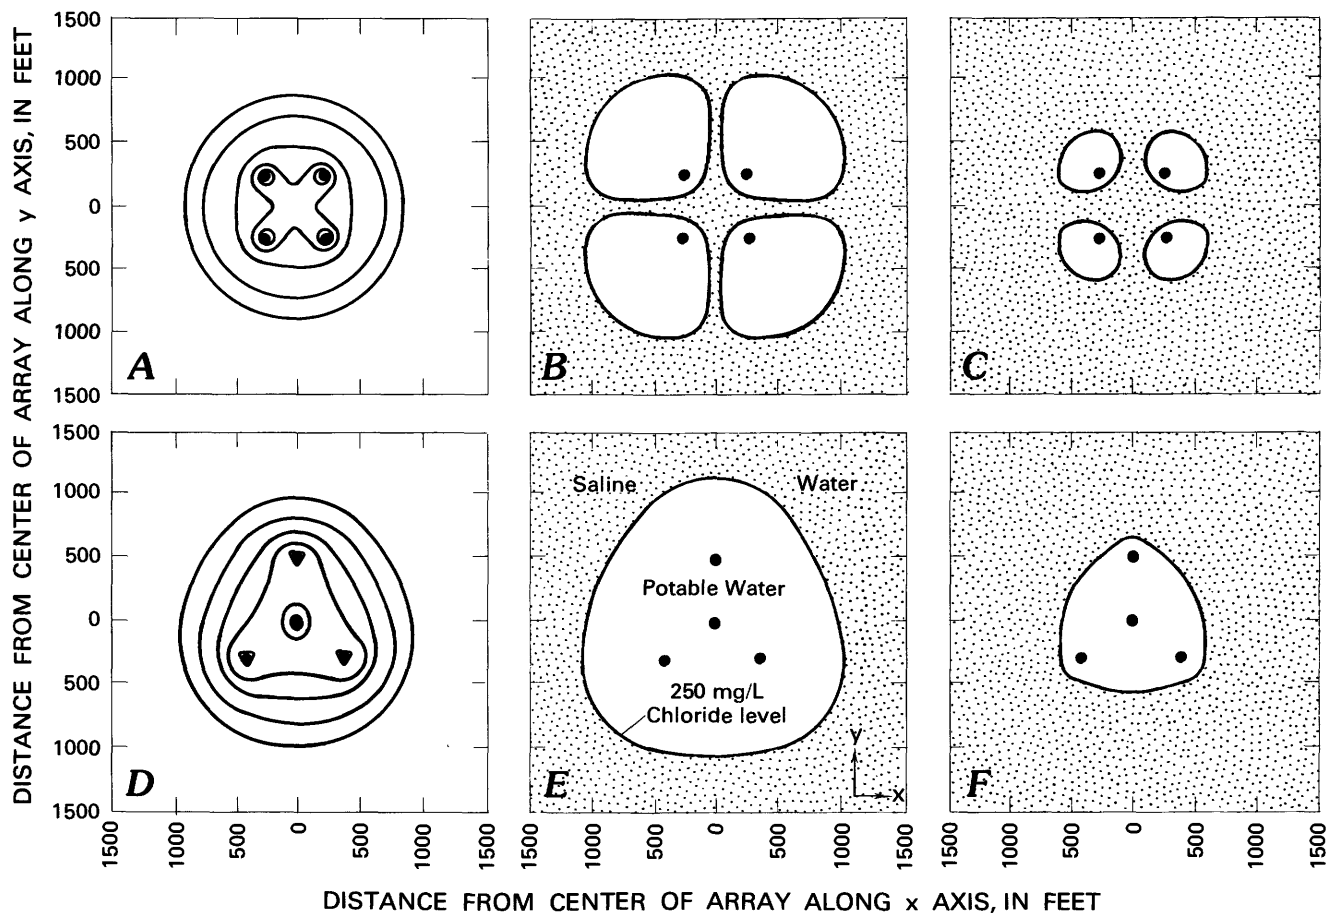 DISTANCE FROM CENTER OF ARRAY ALONG y AXIS, IN FEET
1500
1000
500
0
500
1000
1500
A
B
C
1500
1000
500
0
500
1000
1500
D
Saline Water
Potable Water
250 mg/L
Chloride level
y
x
E
F
1500 1000 500 0 500 1000 1500 1000 500 0 500 1000 1500 1000 500 0 500 1000 1500
DISTANCE FROM CENTER OF ARRAY ALONG x AXIS, IN FEET